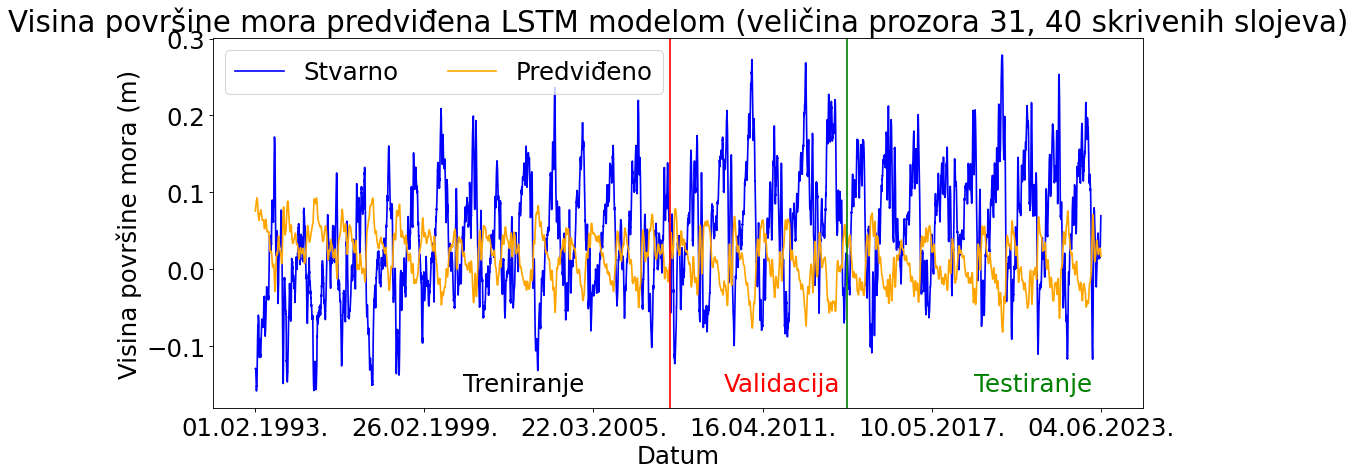 Visina površine mora predviđena LSTM modelom (veličina prozora 31, 40 skrivenih slojeva)
Visina površine mora (m)
0.3
0.2
0.1
0.0
−0.1
Stvarno Predviđeno
Treniranje Validacija Testiranje
01.02.1993. 26.02.1999. 22.03.2005. 16.04.2011. 10.05.2017. 04.06.2023.
Datum